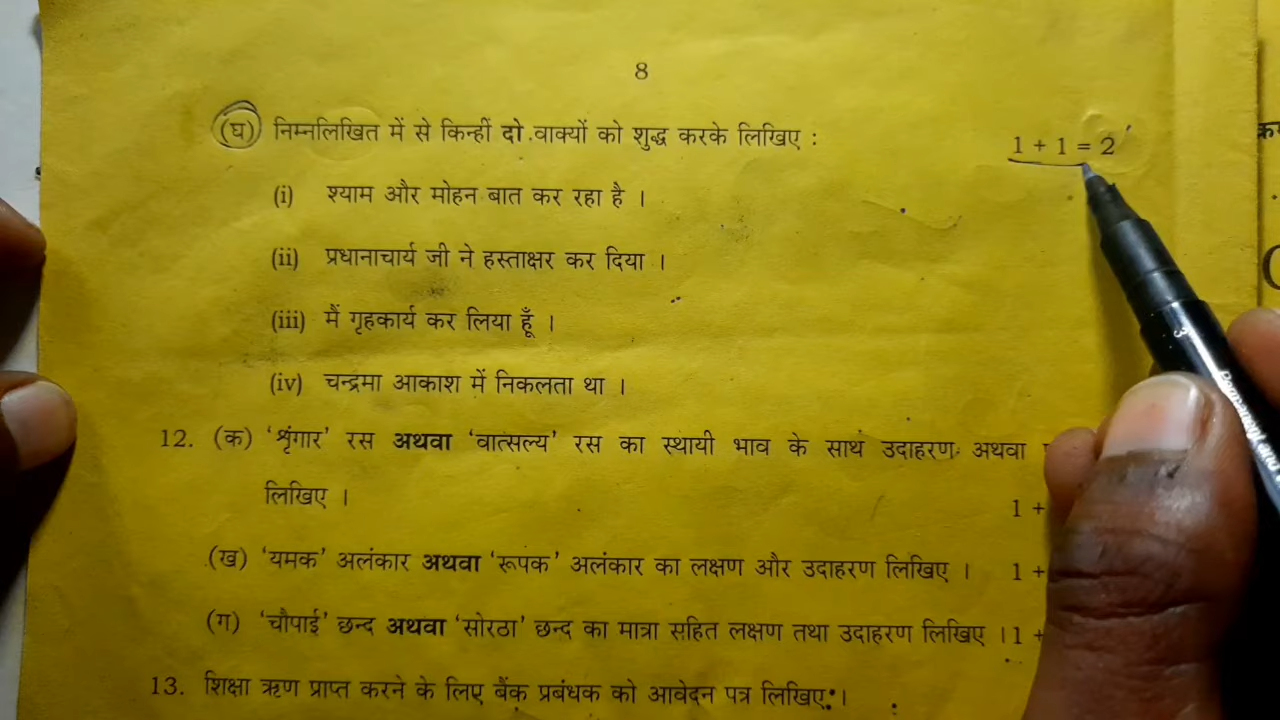 8
(घ) निम्नलिखित में से किन्हीं दो वाक्यों को शुद्ध करके लिखिए : 1 + 1 = 2
(i) श्याम और मोहन बात कर रहा है ।
(ii) प्रधानाचार्य जी ने हस्ताक्षर कर दिया ।
(iii) मैं गृहकार्य कर लिया हूँ ।
(iv) चन्द्रमा आकाश में निकलता था ।
12. (क) ‘श्रृंगार’ रस अथवा ‘वात्सल्य’ रस का स्थायी भाव के साथ उदाहरण अथवा
लिखिए । 1 +
(ख) ‘यमक’ अलंकार अथवा ‘रूपक’ अलंकार का लक्षण और उदाहरण लिखिए । 1 +
(ग) ‘चौपाई’ छन्द अथवा ‘सोरठा’ छन्द का मात्रा सहित लक्षण तथा उदाहरण लिखिए । 1 +
13. शिक्षा ऋण प्राप्त करने के लिए बैंक प्रबंधक को आवेदन पत्र लिखिए ।